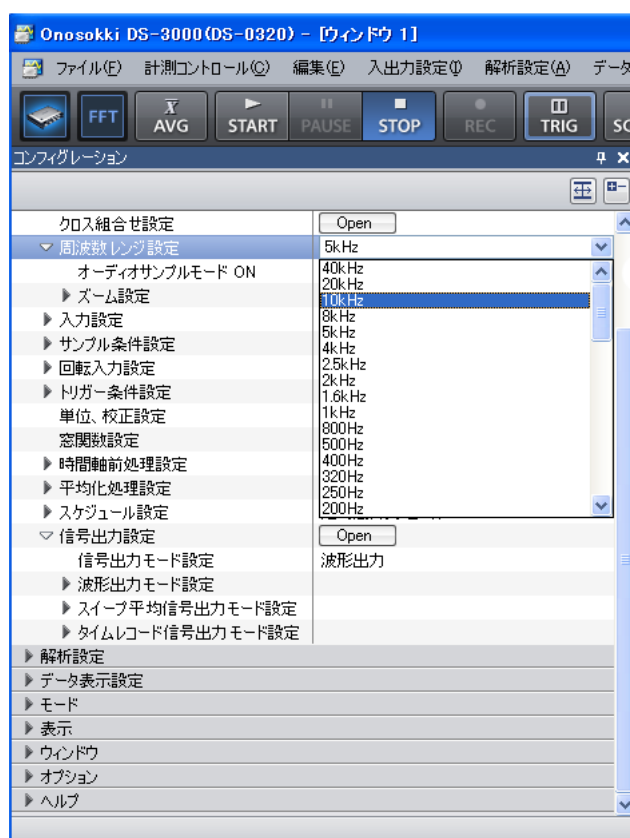 Onosokki DS-3000(DS-0320) - [ウィンドウ 1]
ファイル(F) 計測コントロール(C) 編集(E) 入出力設定(I) 解析設定(A) データ
FFT X AVG START PAUSE STOP REC TRIG SC
コンフィグレーション
クロス組合せ設定 Open
周波数レンジ設定 5kHz
オーディオサンプルモード ON
ズーム設定
入力設定
サンプル条件設定
回転入力設定
トリガー条件設定
単位、校正設定
窓関数設定
時間軸前処理設定
平均化処理設定
スケジュール設定
40kHz
20kHz
10kHz
8kHz
5kHz
4kHz
2.5kHz
2kHz
1.6kHz
1kHz
800Hz
500Hz
400Hz
320Hz
250Hz
200Hz
信号出力設定 Open
信号出力モード設定 波形出力
波形出力モード設定
スイープ平均信号出力モード設定
タイムレコード信号出力モード設定
解析設定
データ表示設定
モード
表示
ウィンドウ
オプション
ヘルプ